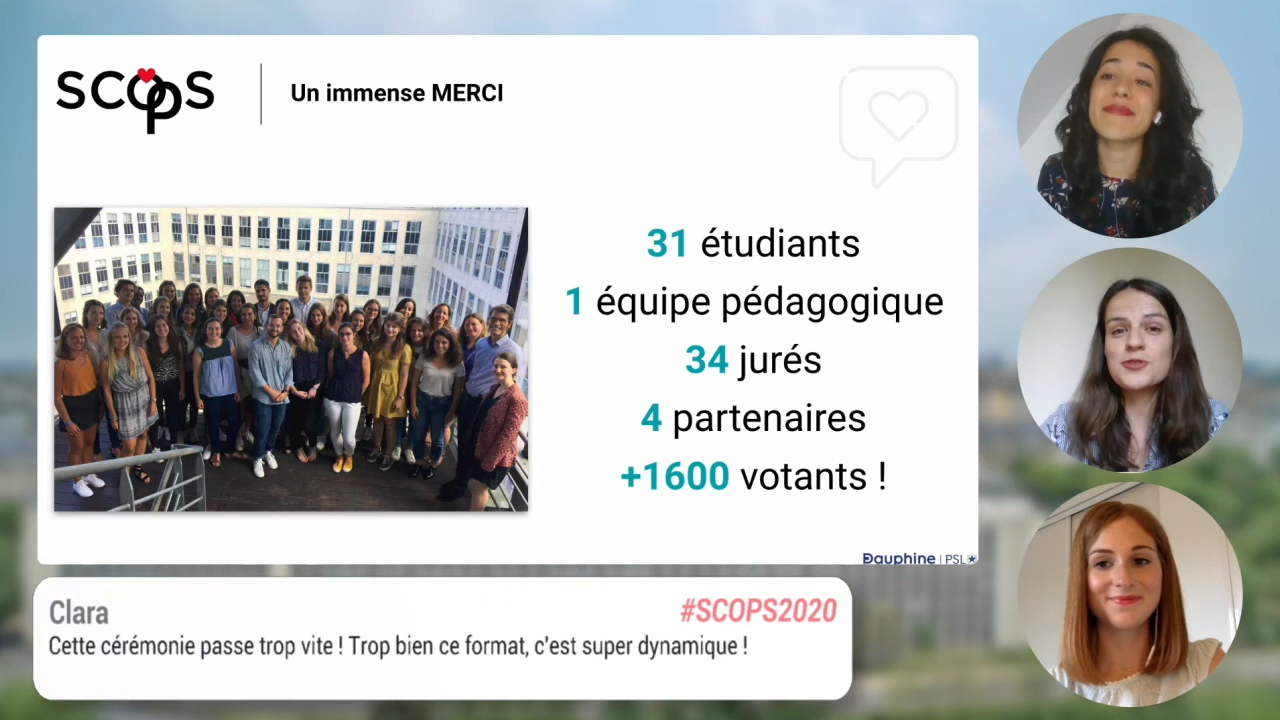 SCOPS
Un immense MERCI
31 étudiants
1 équipe pédagogique
34 jurés
4 partenaires
+1600 votants !
Dauphine | PSL
Clara
#SCOPS2020
Cette cérémonie passe trop vite ! Trop bien ce format, c'est super dynamique !